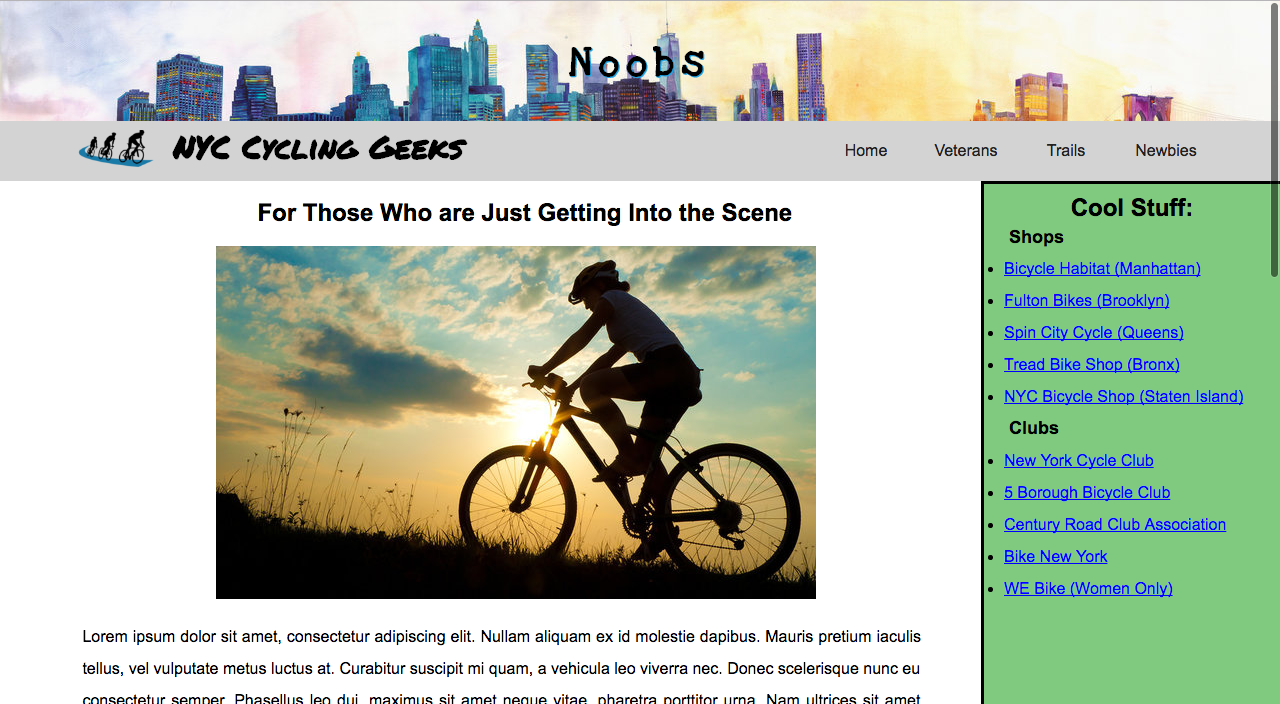 Noobs
NYC Cycling Geeks
Home Veterans Trails Newbies
For Those Who are Just Getting Into the Scene
Lorem ipsum dolor sit amet, consectetur adipiscing elit. Nullam aliquam ex id molestie dapibus. Mauris pretium iaculis
tellus, vel vulputate metus luctus at. Curabitur suscipit mi quam, a vehicula leo viverra nec. Donec scelerisque nunc eu
consectetur semper. Phasellus leo dui, maximus sit amet neque vitae, pharetra porttitor urna. Nam ultrices sit amet
Cool Stuff:
Shops
Bicycle Habitat (Manhattan)
Fulton Bikes (Brooklyn)
Spin City Cycle (Queens)
Tread Bike Shop (Bronx)
NYC Bicycle Shop (Staten Island)
Clubs
New York Cycle Club
5 Borough Bicycle Club
Century Road Club Association
Bike New York
WE Bike (Women Only)